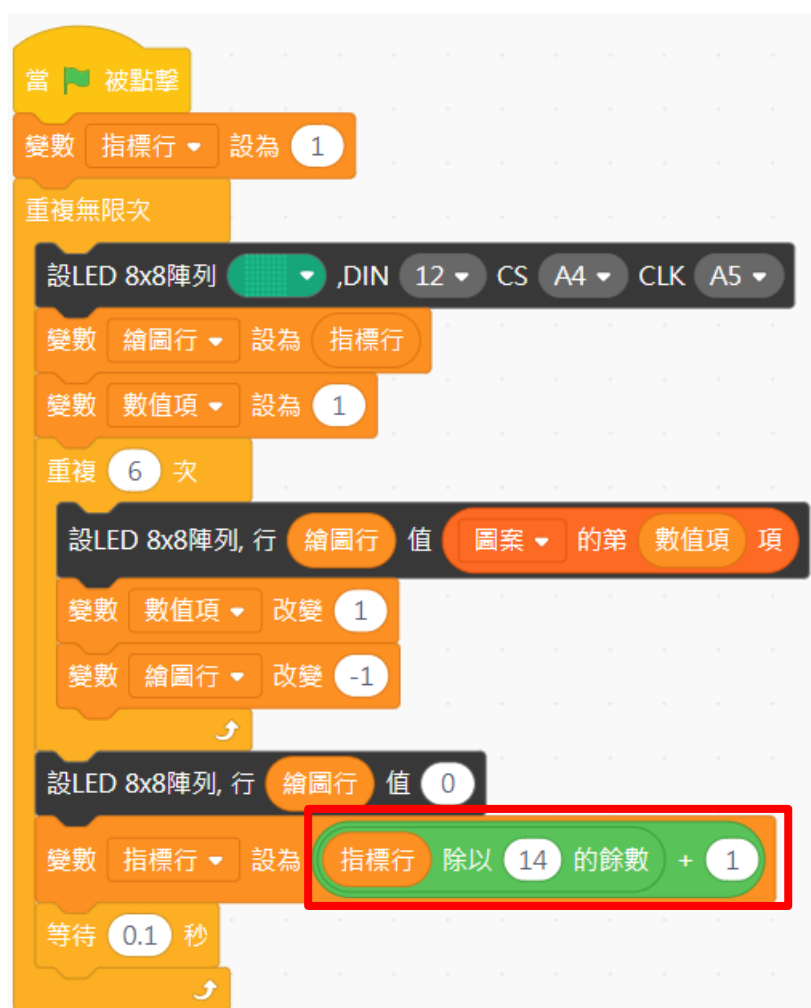 當 被點擊
變數 指標行 設為 1
重複無限次
設LED 8x8陣列 ,DIN 12 CS A4 CLK A5
變數 繪圖行 設為 指標行
變數 數值項 設為 1
重複 6 次
設LED 8x8陣列, 行 繪圖行 值 圖案 的第 數值項 項
變數 數值項 改變 1
變數 繪圖行 改變 -1
設LED 8x8陣列, 行 繪圖行 值 0
變數 指標行 設為 指標行 除以 14 的餘數 + 1
等待 0.1 秒